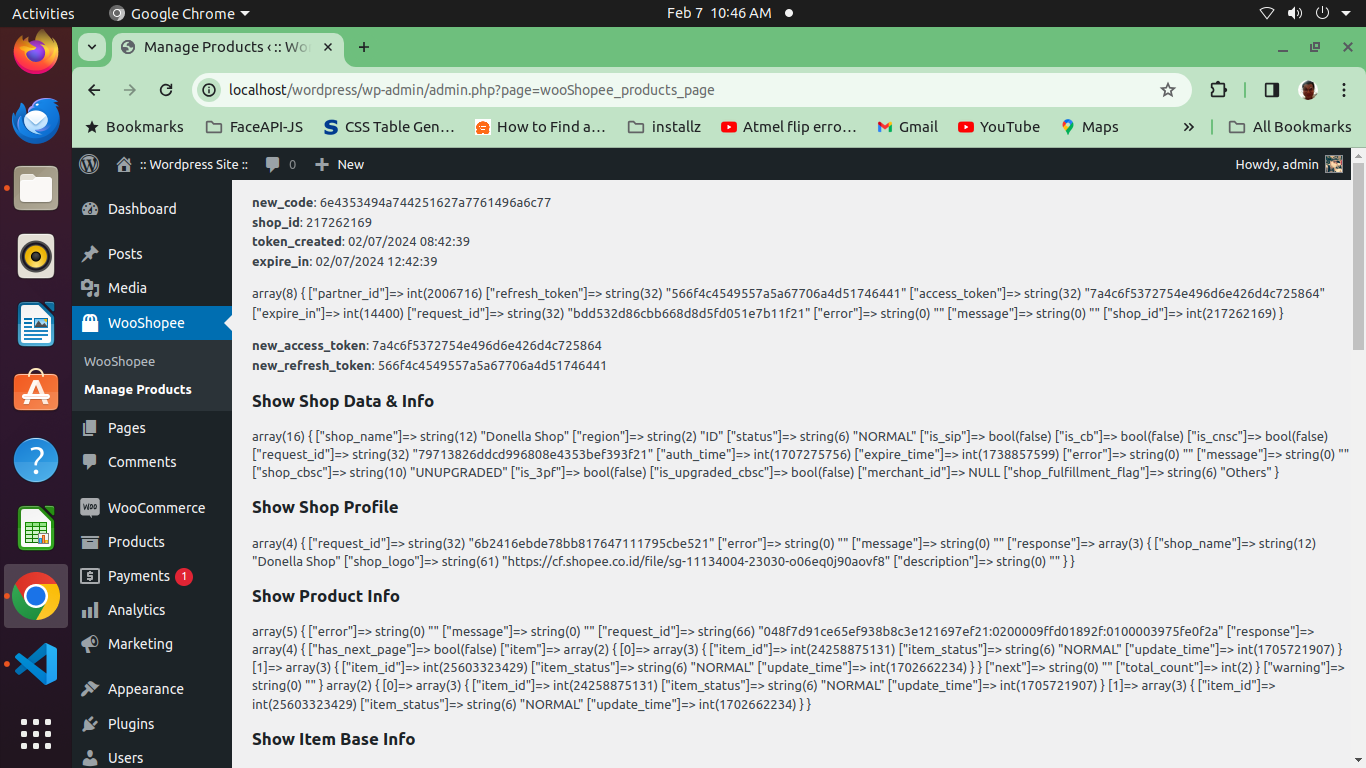 Activities
Google Chrome
Feb 7 10:46 AM
Manage Products ‹ :: Wo
localhost/wordpress/wp-admin/admin.php?page=wooShopee_products_page
Bookmarks
FaceAPI-JS
CSS Table Gen…
How to Find a…
installz
Atmel flip erro…
Gmail
YouTube
Maps
»
All Bookmarks
:: Wordpress Site ::
0
New
Howdy, admin
Dashboard
Posts
Media
WooShopee
WooShopee
Manage Products
Pages
Comments
WooCommerce
Products
Payments 1
Analytics
Marketing
Appearance
Plugins
Users
new_code: 6e4353494a744251627a7761496a6c77
shop_id: 217262169
token_created: 02/07/2024 08:42:39
expire_in: 02/07/2024 12:42:39
array(8) { ["partner_id"]=> int(2006716) ["refresh_token"]=> string(32) "566f4c4549557a5a67706a4d51746441" ["access_token"]=> string(32) "7a4c6f5372754e496d6e426d4c725864"
["expire_in"]=> int(14400) ["request_id"]=> string(32) "bdd532d86cbb668d8d5fd051e7b11f21" ["error"]=> string(0) "" ["message"]=> string(0) "" ["shop_id"]=> int(217262169) }
new_access_token: 7a4c6f5372754e496d6e426d4c725864
new_refresh_token: 566f4c4549557a5a67706a4d51746441
Show Shop Data & Info
array(16) { ["shop_name"]=> string(12) "Donella Shop" ["region"]=> string(2) "ID" ["status"]=> string(6) "NORMAL" ["is_sip"]=> bool(false) ["is_cb"]=> bool(false) ["is_cnsc"]=> bool(false)
["request_id"]=> string(32) "79713826ddcd996808e4353bef393f21" ["auth_time"]=> int(1707275756) ["expire_time"]=> int(1738857599) ["error"]=> string(0) "" ["message"]=> string(0) ""
["shop_cbsc"]=> string(10) "UNUPGRADED" ["is_3pf"]=> bool(false) ["is_upgraded_cbsc"]=> bool(false) ["merchant_id"]=> NULL ["shop_fulfillment_flag"]=> string(6) "Others" }
Show Shop Profile
array(4) { ["request_id"]=> string(32) "6b2416ebde78bb817647111795cbe521" ["error"]=> string(0) "" ["message"]=> string(0) "" ["response"]=> array(3) { ["shop_name"]=> string(12)
"Donella Shop" ["shop_logo"]=> string(61) "https://cf.shopee.co.id/file/sg-11134004-23030-o06eq0j90aovf8" ["description"]=> string(0) "" } }
Show Product Info
array(5) { ["error"]=> string(0) "" ["message"]=> string(0) "" ["request_id"]=> string(66) "048f7d91ce65ef938b8c3e121697ef21:0200009ffd01892f:0100003975fe0f2a" ["response"]=>
array(4) { ["has_next_page"]=> bool(false) ["item"]=> array(2) { [0]=> array(3) { ["item_id"]=> int(24258875131) ["item_status"]=> string(6) "NORMAL" ["update_time"]=> int(1705721907) }
[1]=> array(3) { ["item_id"]=> int(25603323429) ["item_status"]=> string(6) "NORMAL" ["update_time"]=> int(1702662234) } } ["next"]=> string(0) "" ["total_count"]=> int(2) } ["warning"]=>
string(0) "" } array(2) { [0]=> array(3) { ["item_id"]=> int(24258875131) ["item_status"]=> string(6) "NORMAL" ["update_time"]=> int(1705721907) } [1]=> array(3) { ["item_id"]=>
int(25603323429) ["item_status"]=> string(6) "NORMAL" ["update_time"]=> int(1702662234) } }
Show Item Base Info